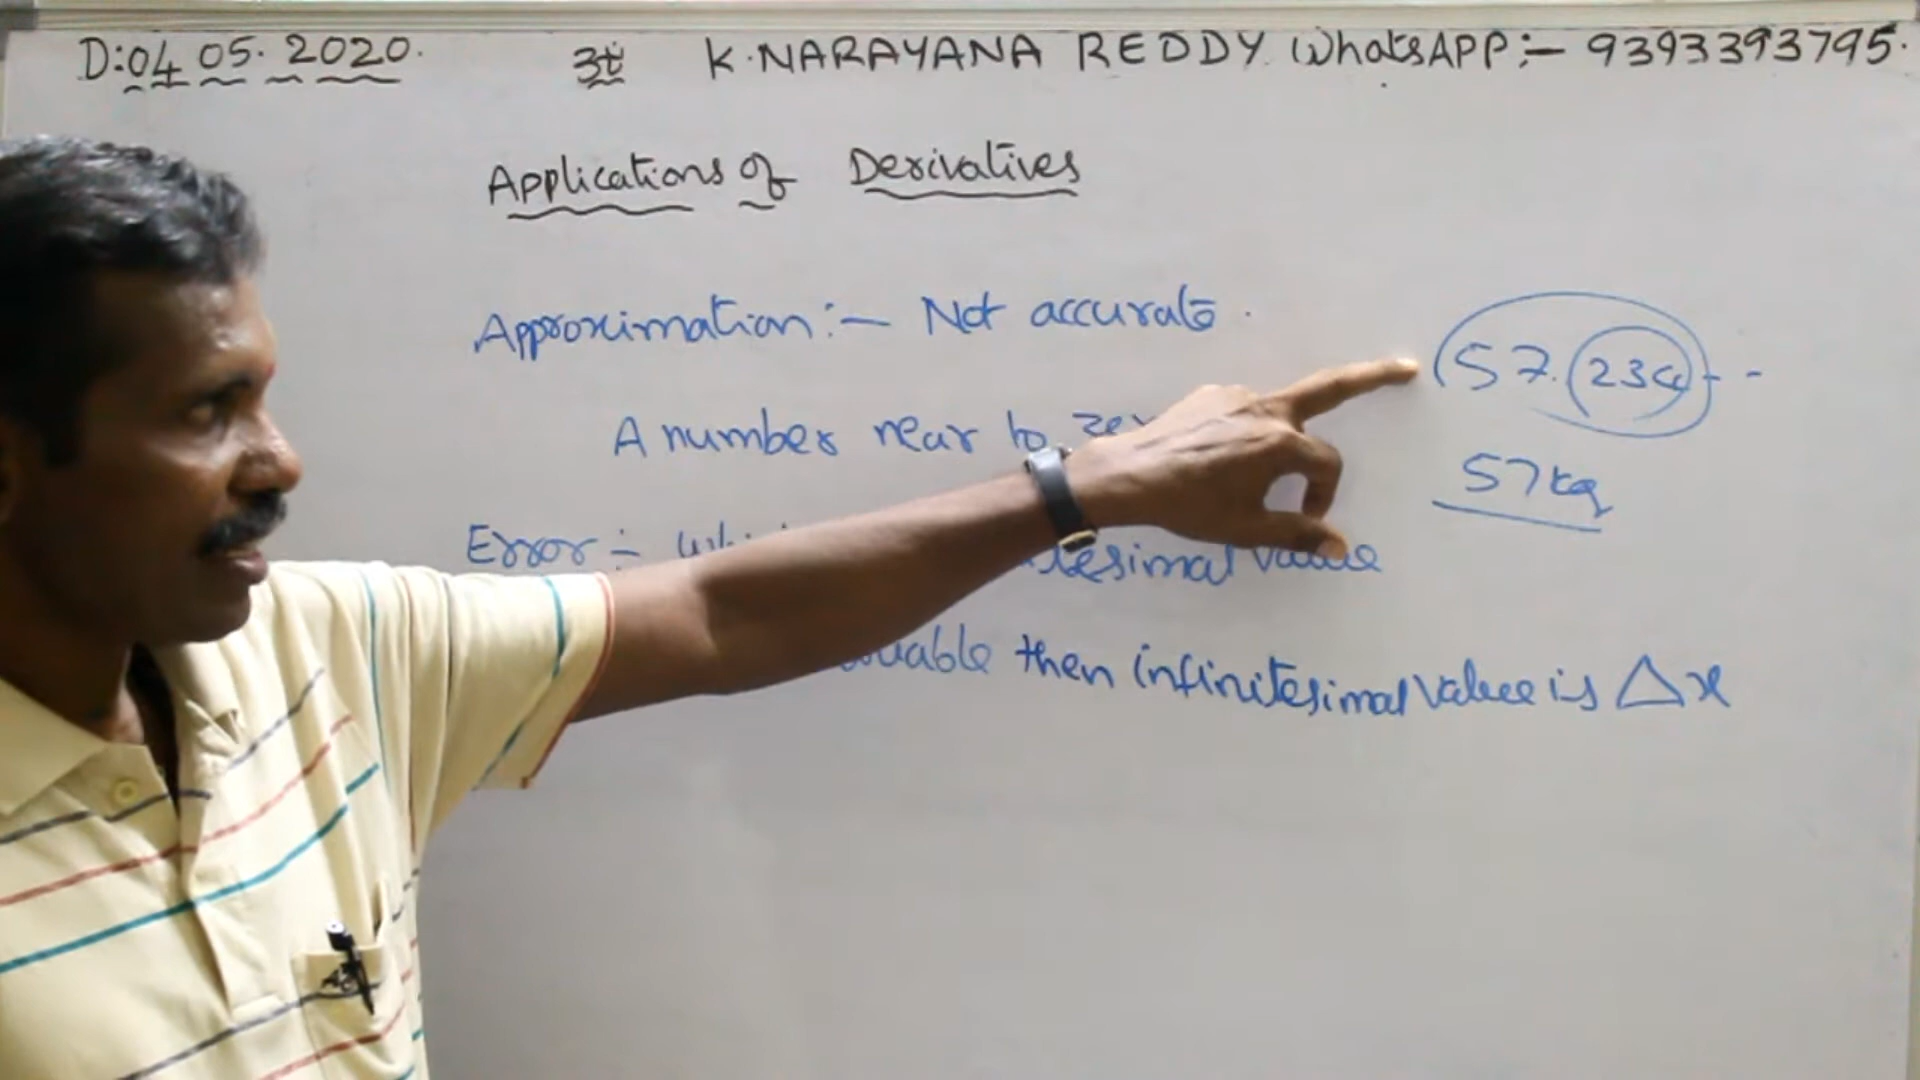 D:04 05. 2020. K.NARAYANA REDDY WhatsAPP:- 9393393795.
Applications of Derivatives
Approximation:- Not accurate.
A number near to
57.234 - -
57kg
Error:- value
then infinitesimal value is Δx